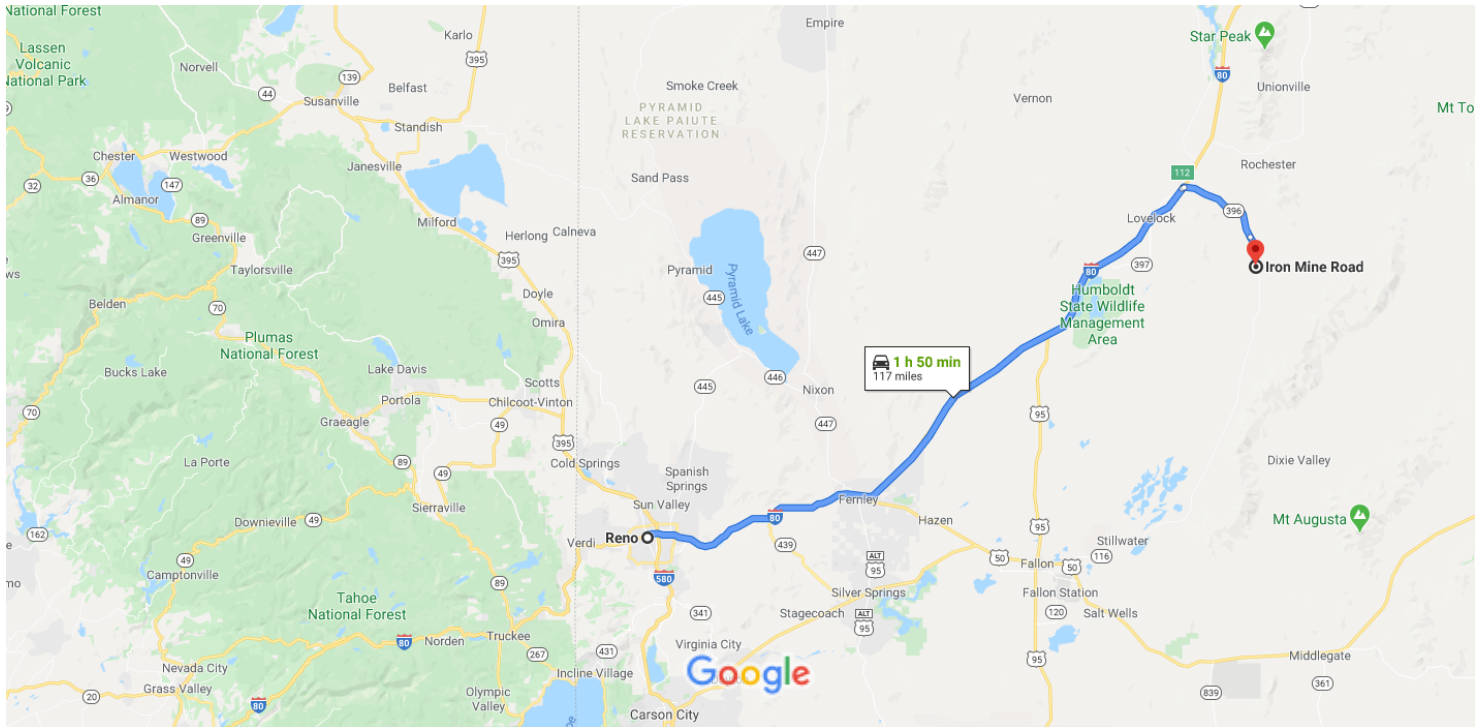 National Forest
Lassen
Volcanic
National Park
Karlo
395
Empire
Star Peak
80
Unionville
Mt To
Norvell
44
139
Susanville
Belfast
Standish
Smoke Creek
PYRAMID
LAKE PAIUTE
RESERVATION
Vernon
Chester
Westwood
36
147
32
Almanor
Janesville
Sand Pass
112
Rochester
396
89
Greenville
Milford
Herlong
Calneva
395
Lovelock
447
397
80
Iron Mine Road
Taylorsville
Pyramid
445
Pyramid Lake
Doyle
Omira
Humboldt
State Wildlife
Management
Area
Belden
70
Plumas
National Forest
Bucks Lake
Lake Davis
Portola
Scotts
Chilcoot-Vinton
446
445
Nixon
1 h 50 min
117 miles
70
Graeagle
49
395
447
95
La Porte
89
Cold Springs
Spanish
Springs
Dixie Valley
Sun Valley
Fernley
Downieville
49
Sierraville
162
Reno
Verdi
80
439
Hazen
95
Stillwater
Mt Augusta
116
ALT
95
50
Fallon
50
Camptonville
89
580
Silver Springs
Fallon Station
Tahoe
National Forest
341
Stagecoach
ALT
95
120
Salt Wells
80
Norden
Truckee
267
431
Virginia City
95
Middlegate
Nevada City
Incline Village
Google
20
Grass Valley
80
Olympic
Valley
Carson City
839
361